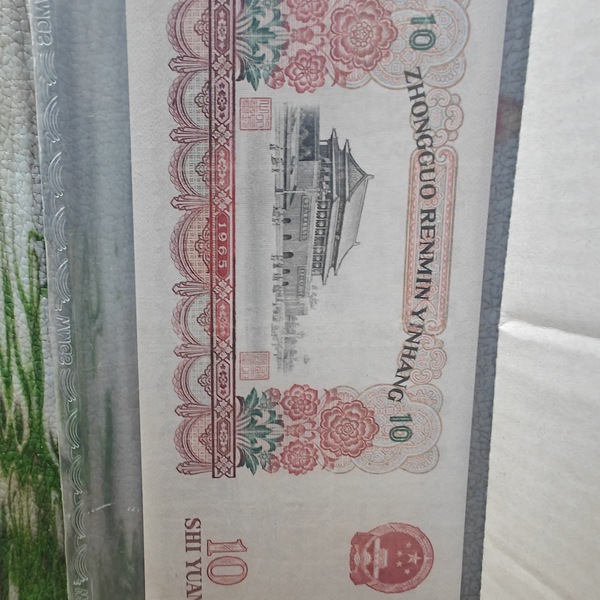 10 ZHONGGUO RENMIN YINHANG 10
1965
10
SHI YUAN